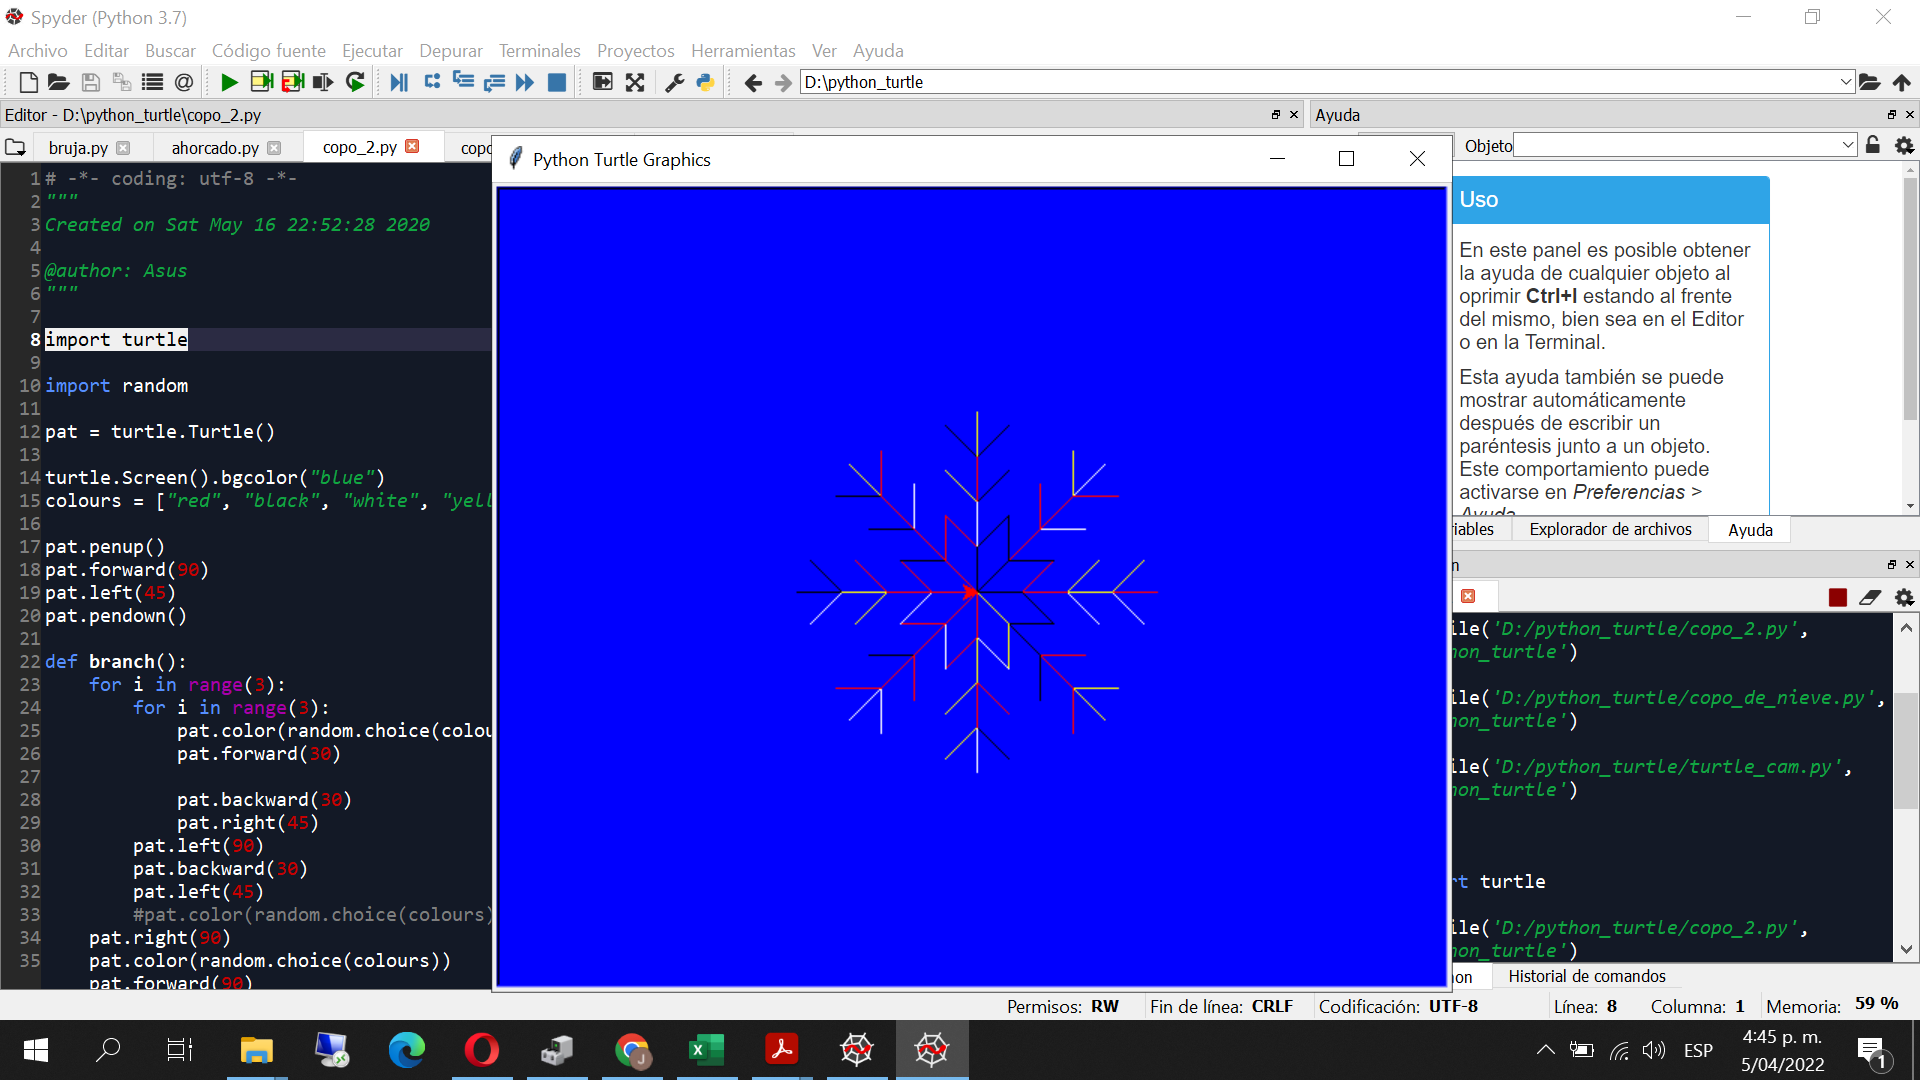 Spyder (Python 3.7)
Archivo Editar Buscar Código fuente Ejecutar Depurar Terminales Proyectos Herramientas Ver Ayuda
D:\python_turtle
Editor - D:\python_turtle\copo_2.py
Ayuda
bruja.py ahorcado.py copo_2.py copo
Objeto
Python Turtle Graphics
1 # -*- coding: utf-8 -*-
2 """
3 Created on Sat May 16 22:52:28 2020
4
5 @author: Asus
6 """
7
8 import turtle
9
10 import random
11
12 pat = turtle.Turtle()
13
14 turtle.Screen().bgcolor("blue")
15 colours = ["red", "black", "white", "yell
16
17 pat.penup()
18 pat.forward(90)
19 pat.left(45)
20 pat.pendown()
21
22 def branch():
23 for i in range(3):
24 for i in range(3):
25 pat.color(random.choice(colou
26 pat.forward(30)
27
28 pat.backward(30)
29 pat.right(45)
30 pat.left(90)
31 pat.backward(30)
32 pat.left(45)
33 #pat.color(random.choice(colours)
34 pat.right(90)
35 pat.color(random.choice(colours))
pat.forward(90)
Uso
En este panel es posible obtener
la ayuda de cualquier objeto al
oprimir Ctrl+I estando al frente
del mismo, bien sea en el Editor
o en la Terminal.
Esta ayuda también se puede
mostrar automáticamente
después de escribir un
paréntesis junto a un objeto.
Este comportamiento puede
activarse en Preferencias >
Ayuda
iables Explorador de archivos Ayuda
n
ile('D:/python_turtle/copo_2.py',
on_turtle')
ile('D:/python_turtle/copo_de_nieve.py',
on_turtle')
ile('D:/python_turtle/turtle_cam.py',
on_turtle')
rt turtle
ile('D:/python_turtle/copo_2.py',
on_turtle')
on Historial de comandos
Permisos: RW Fin de línea: CRLF Codificación: UTF-8 Línea: 8 Columna: 1 Memoria: 59 %
ESP
4:45 p. m.
5/04/2022
1